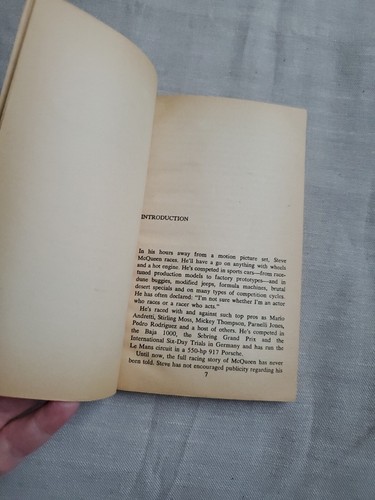 INTRODUCTION
In his hours away from a motion picture set, Steve
McQueen races. He'll have a go on anything with wheels
and a hot engine. He's competed in sports cars—from race-
tuned production models to factory prototypes—and in
dune buggies, modified jeeps, formula machines, brutal
desert specials and on many types of competition cycles.
He has often declared: "I'm not sure whether I'm an actor
who races or a racer who acts."
He's raced with and against such top pros as Mario
Andretti, Stirling Moss, Mickey Thompson, Parnelli Jones,
Pedro Rodriguez and a host of others. He's competed in
the Baja 1000, the Sebring Grand Prix and the
International Six-Day Trials in Germany and has run the
Le Mans circuit in a 550-bhp 917 Porsche.
Until now, the full racing story of McQueen has never
been told. Steve has not encouraged publicity regarding his
7